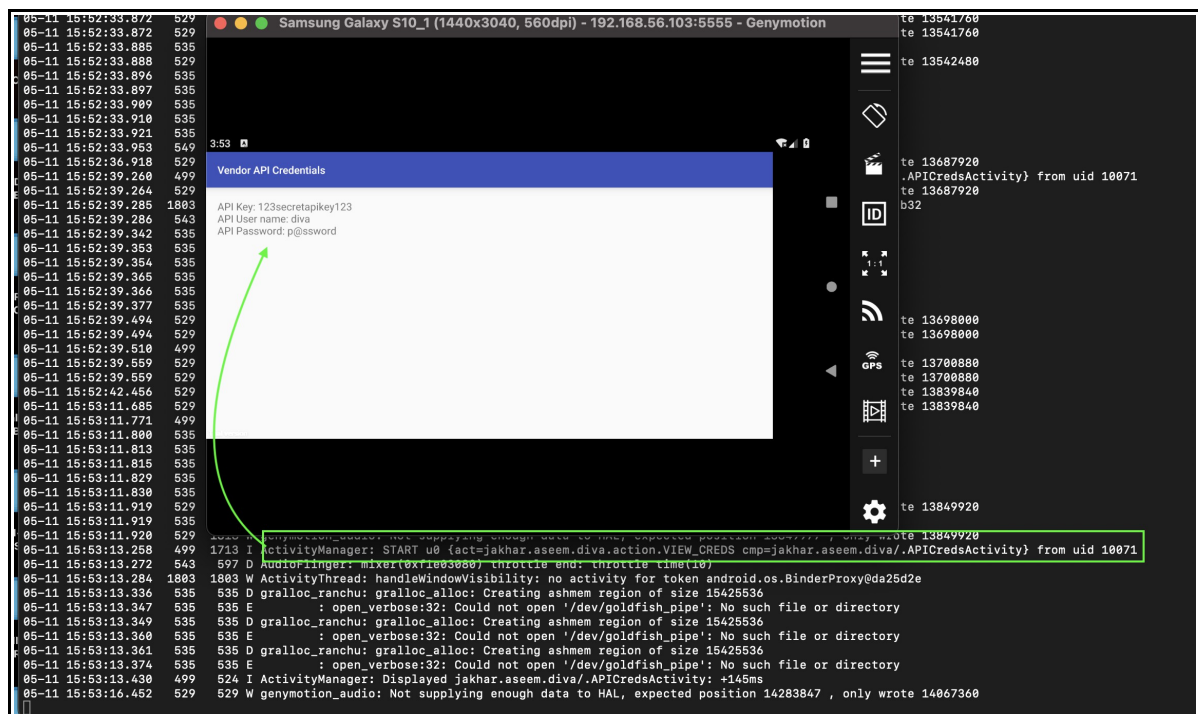 05-11 15:52:33.872 529 te 13541760
Samsung Galaxy S10_1 (1440x3040, 560dpi) - 192.168.56.103:5555 - Genymotion
05-11 15:52:33.872 529 te 13541760
05-11 15:52:33.885 535
05-11 15:52:33.888 529 te 13542480
05-11 15:52:33.896 535
05-11 15:52:33.897 535
05-11 15:52:33.909 535
05-11 15:52:33.910 535
05-11 15:52:33.921 535
05-11 15:52:33.953 549
3:53
05-11 15:52:36.918 529 te 13687920
Vendor API Credentials
05-11 15:52:39.260 499 .APICredsActivity} from uid 10071
05-11 15:52:39.264 529 te 13687920
05-11 15:52:39.285 1803 b32
API Key: 123secretapikey123
ID
05-11 15:52:39.286 543
API User name: diva
API Password: p@ssword
05-11 15:52:39.342 535
05-11 15:52:39.353 535
05-11 15:52:39.354 535
1:1
05-11 15:52:39.365 535
05-11 15:52:39.366 535
05-11 15:52:39.377 535
05-11 15:52:39.494 529 te 13698000
05-11 15:52:39.494 529 te 13698000
05-11 15:52:39.510 499
05-11 15:52:39.559 529 te 13700880
GPS
05-11 15:52:39.559 529 te 13700880
05-11 15:52:42.456 529 te 13839840
05-11 15:53:11.685 529 te 13839840
05-11 15:53:11.771 499
05-11 15:53:11.800 535
05-11 15:53:11.813 535
05-11 15:53:11.815 535
05-11 15:53:11.829 535
05-11 15:53:11.830 535
05-11 15:53:11.919 529 te 13849920
05-11 15:53:11.919 535
05-11 15:53:11.920 529 genymotion_audio: Not supplying enough data to HAL, expected position , only wrote 13849920
05-11 15:53:13.258 499 1713 I ActivityManager: START u0 {act=jakhar.aseem.diva.action.VIEW_CREDS cmp=jakhar.aseem.diva/.APICredsActivity} from uid 10071
05-11 15:53:13.272 543 597 D AudioFlinger: mixer(0xf1e03080) throttle end: throttle time(10)
05-11 15:53:13.284 1803 1803 W ActivityThread: handleWindowVisibility: no activity for token android.os.BinderProxy@da25d2e
05-11 15:53:13.336 535 535 D gralloc_ranchu: gralloc_alloc: Creating ashmem region of size 15425536
05-11 15:53:13.347 535 535 E : open_verbose:32: Could not open '/dev/goldfish_pipe': No such file or directory
05-11 15:53:13.349 535 535 D gralloc_ranchu: gralloc_alloc: Creating ashmem region of size 15425536
05-11 15:53:13.360 535 535 E : open_verbose:32: Could not open '/dev/goldfish_pipe': No such file or directory
05-11 15:53:13.361 535 535 D gralloc_ranchu: gralloc_alloc: Creating ashmem region of size 15425536
05-11 15:53:13.374 535 535 E : open_verbose:32: Could not open '/dev/goldfish_pipe': No such file or directory
05-11 15:53:13.430 499 524 I ActivityManager: Displayed jakhar.aseem.diva/.APICredsActivity: +145ms
05-11 15:53:16.452 529 529 W genymotion_audio: Not supplying enough data to HAL, expected position 14283847 , only wrote 14067360